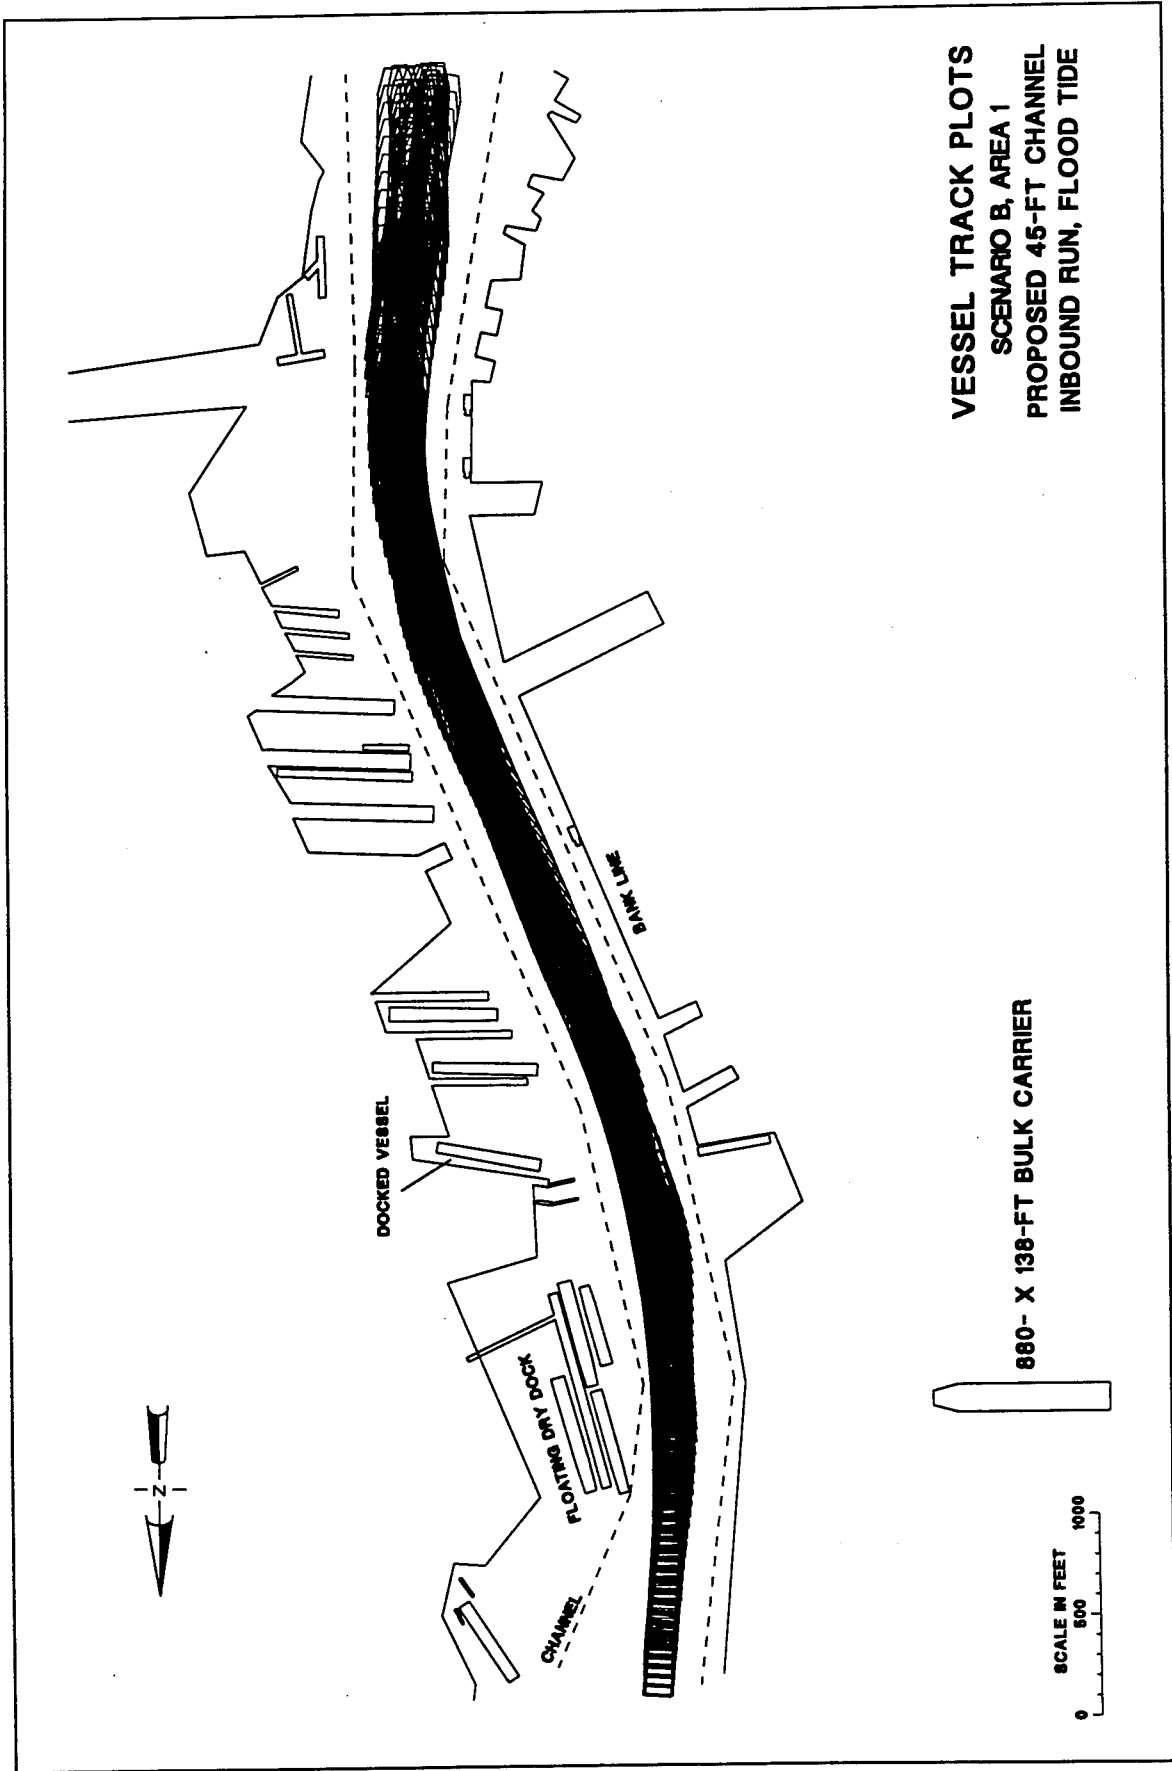 VESSEL TRACK PLOTS
SCENARIO B, AREA 1
PROPOSED 45-FT CHANNEL
INBOUND RUN, FLOOD TIDE
BANK LINE
DOCKED VESSEL
FLOATING DRY DOCK
CHANNEL
N
880- X 138-FT BULK CARRIER
SCALE IN FEET
0 500 1000